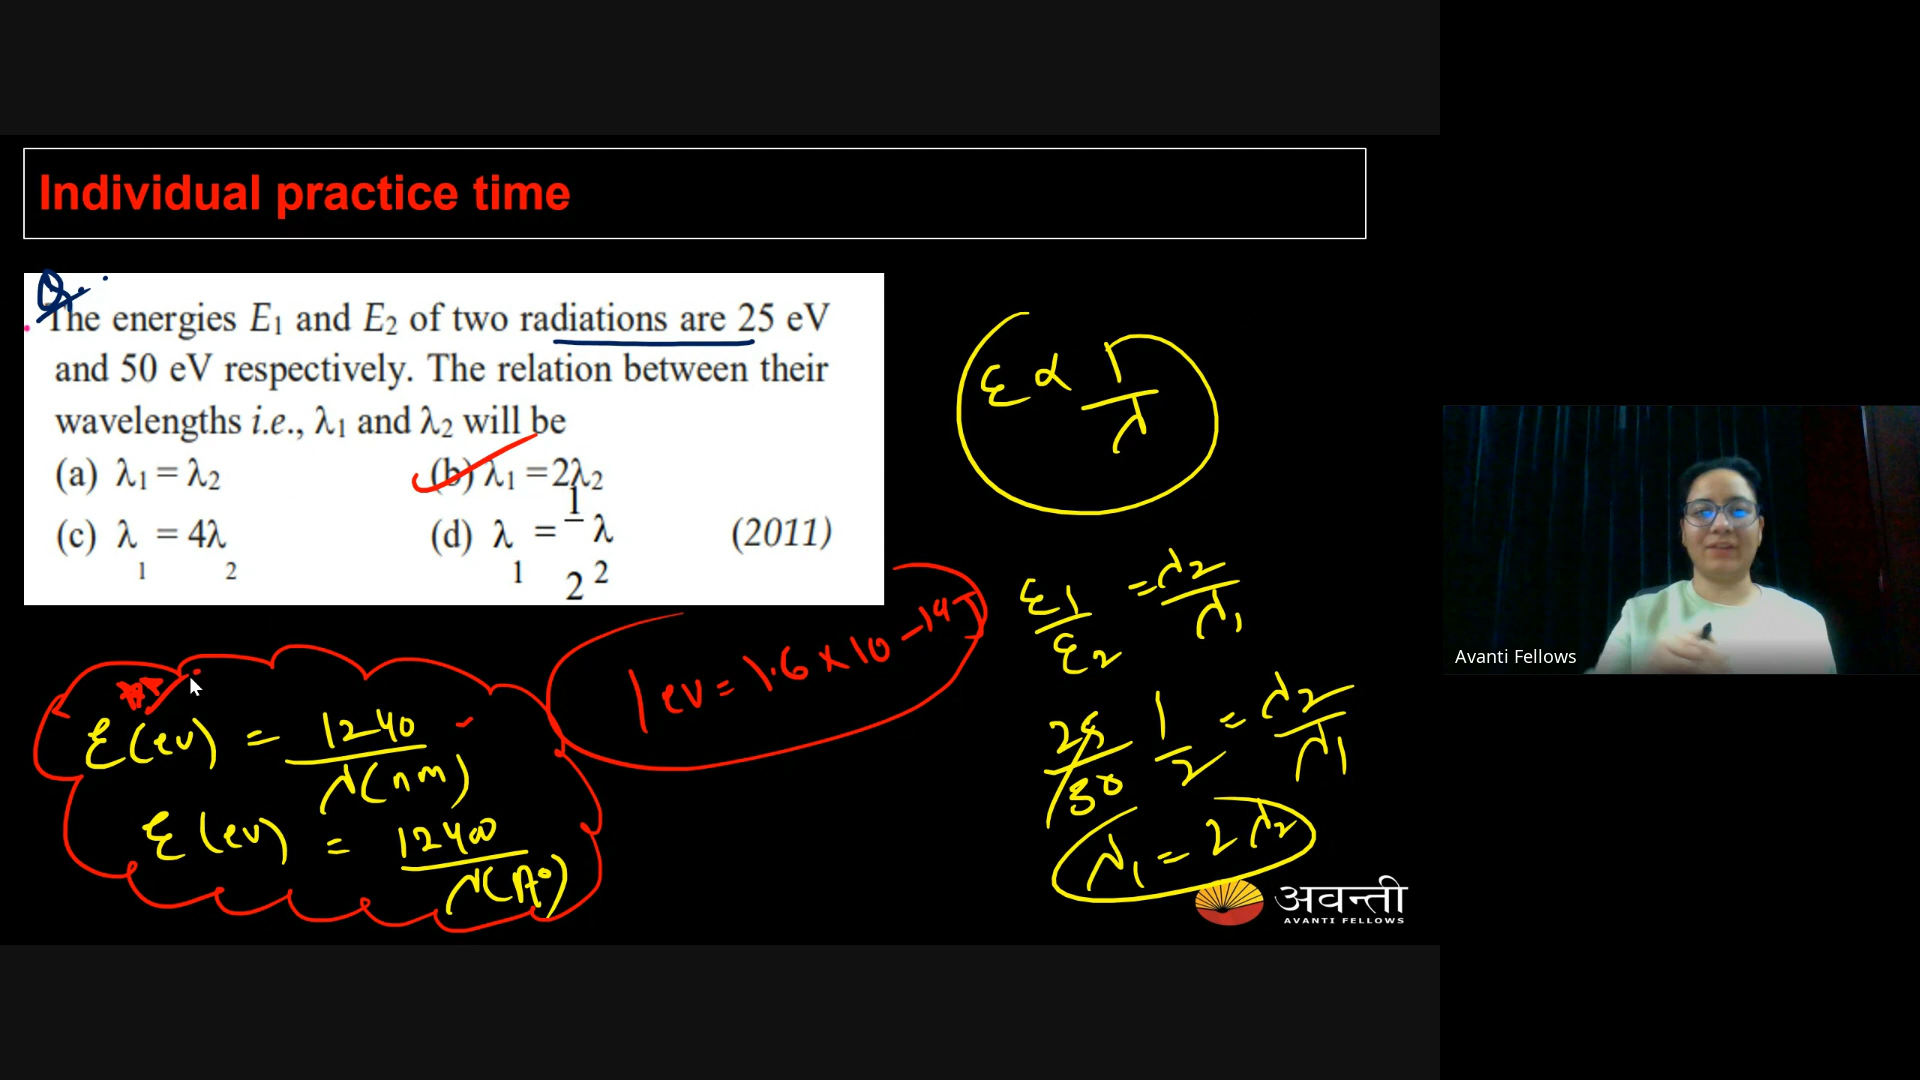 Individual practice time
Q.
The energies E1 and E2 of two radiations are 25 eV
and 50 eV respectively. The relation between their
wavelengths i.e., λ1 and λ2 will be
(a) λ1 = λ2 (b) λ1 = 2λ2
(c) λ1 = 4λ2 (d) λ1 = 1/2 λ2 (2011)
E ∝ 1/λ
E1/E2 = λ2/λ1
25/50 1/2 = λ2/λ1
λ1 = 2λ2
1 ev = 1.6 × 10^-19 J
E(ev) = 1240/λ(nm)
E(ev) = 12400/λ(A°)
अवन्ती
AVANTI FELLOWS
Avanti Fellows